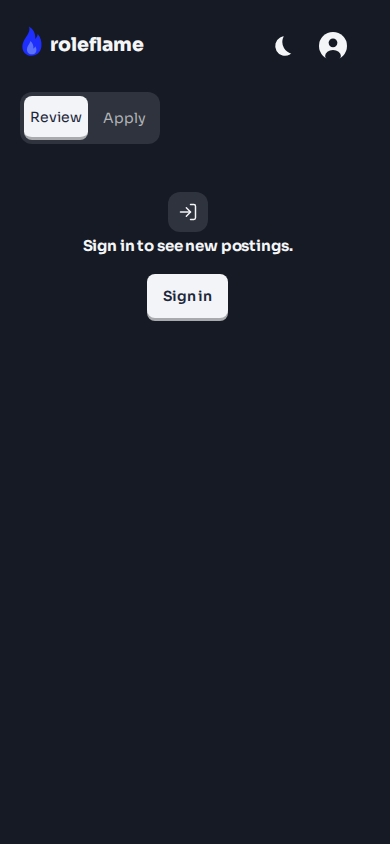 roleflame
Review
Apply
Sign in to see new postings.
Sign in